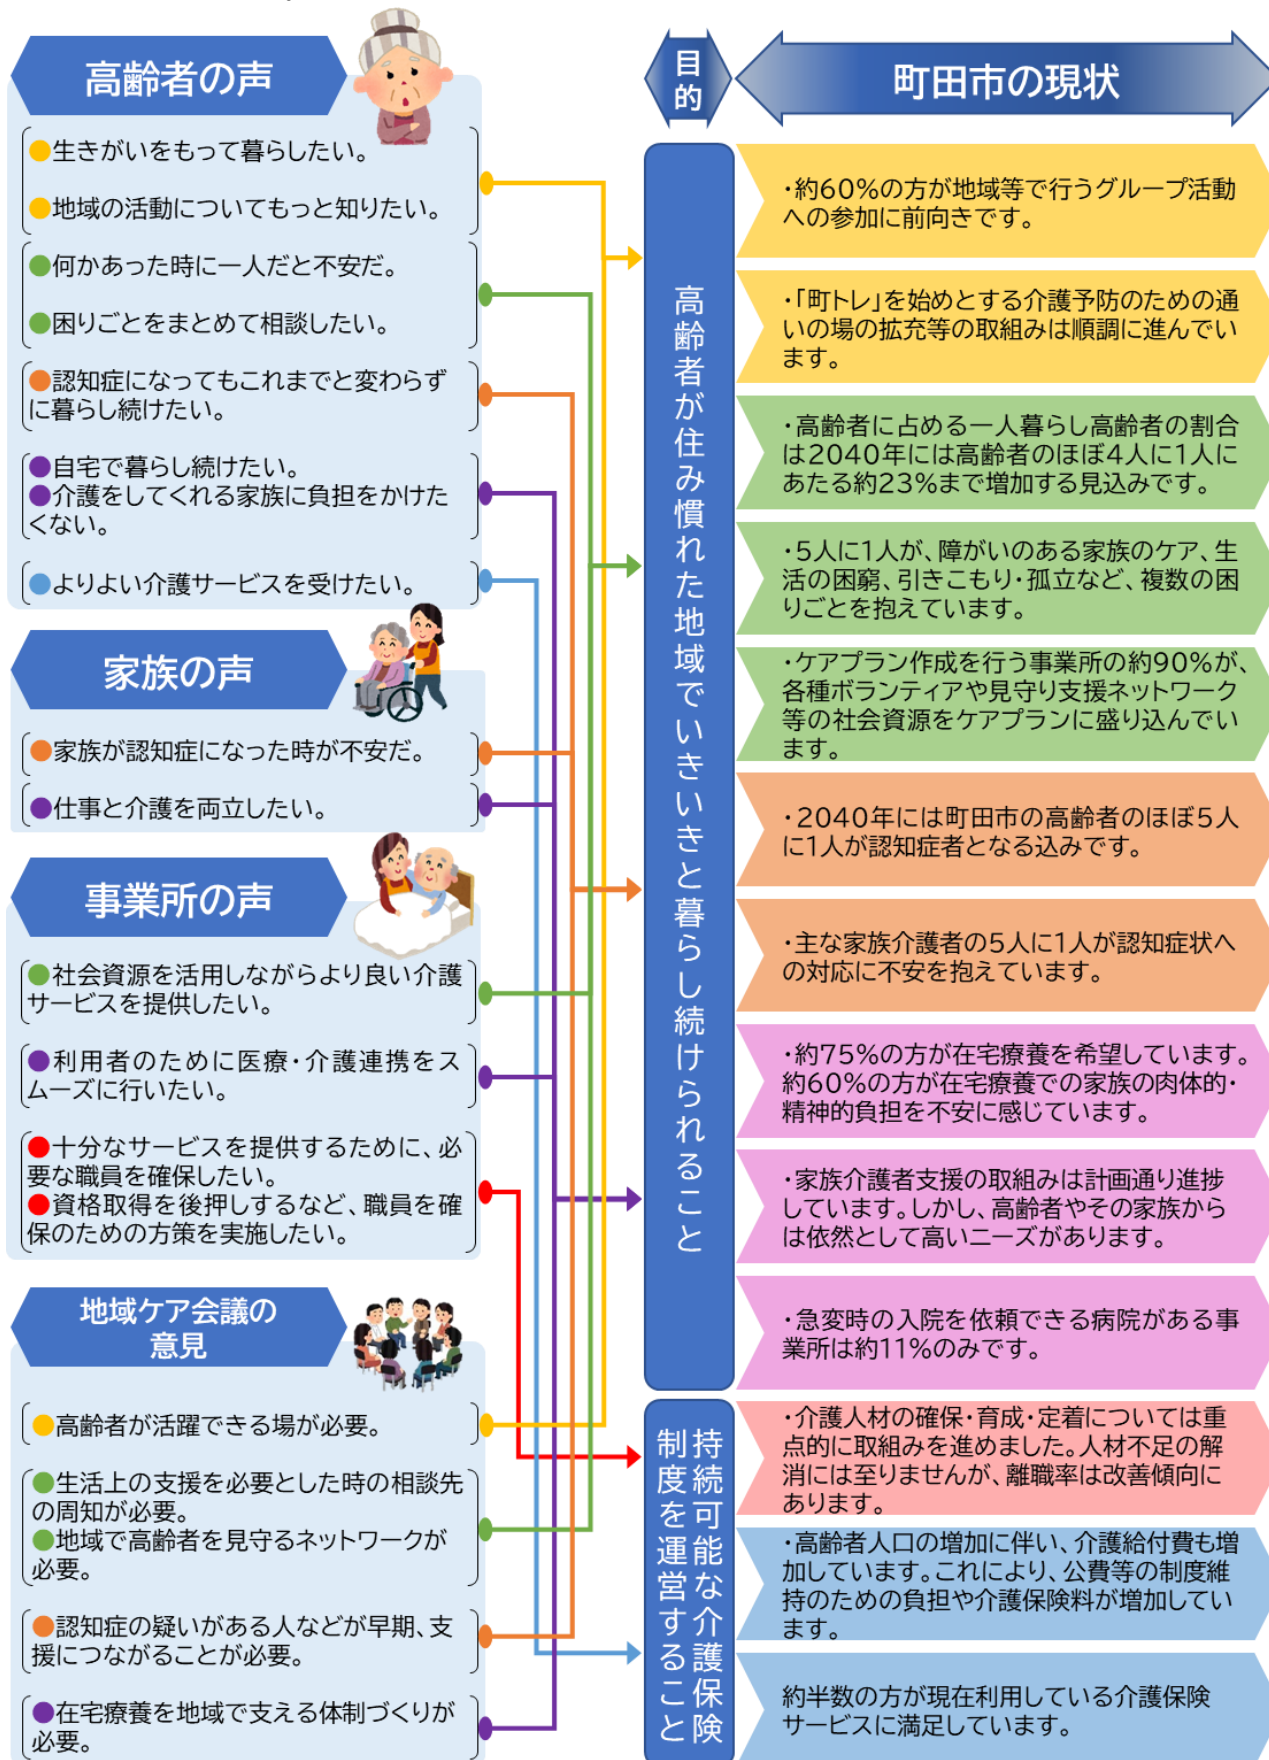 高齢者の声
●生きがいをもって暮らしたい。
●地域の活動についてもっと知りたい。
●何かあった時に一人だと不安だ。
●困りごとをまとめて相談したい。
●認知症になってもこれまでと変わらず
に暮らし続けたい。
●自宅で暮らし続けたい。
●介護をしてくれる家族に負担をかけた
くない。
●よりよい介護サービスを受けたい。
家族の声
●家族が認知症になった時が不安だ。
●仕事と介護を両立したい。
事業所の声
●社会資源を活用しながらより良い介護
サービスを提供したい。
●利用者のために医療・介護連携をス
ムーズに行いたい。
●十分なサービスを提供するために、必
要な職員を確保したい。
●資格取得を後押しするなど、職員を確
保のための方策を実施したい。
地域ケア会議の
意見
●高齢者が活躍できる場が必要。
●生活上の支援を必要とした時の相談先
の周知が必要。
●地域で高齢者を見守るネットワークが
必要。
●認知症の疑いがある人などが早期、支
援につながることが必要。
●在宅療養を地域で支える体制づくりが
必要。
目的
高齢者が住み慣れた地域でいきいきと暮らし続けられること
持続可能な介護保険
制度を運営すること
町田市の現状
・約60%の方が地域等で行うグループ活動
への参加に前向きです。
・「町トレ」を始めとする介護予防のための通
いの場の拡充等の取組みは順調に進んでい
ます。
・高齢者に占める一人暮らし高齢者の割合
は2040年には高齢者のほぼ4人に1人に
あたる約23%まで増加する見込みです。
・5人に1人が、障がいのある家族のケア、生
活の困窮、引きこもり・孤立など、複数の困
りごとを抱えています。
・ケアプラン作成を行う事業所の約90%が、
各種ボランティアや見守り支援ネットワーク
等の社会資源をケアプランに盛り込んでい
ます。
・2040年には町田市の高齢者のほぼ5人
に1人が認知症者となる込みです。
・主な家族介護者の5人に1人が認知症状へ
の対応に不安を抱えています。
・約75%の方が在宅療養を希望しています。
約60%の方が在宅療養での家族の肉体的・
精神的負担を不安に感じています。
・家族介護者支援の取組みは計画通り進捗
しています。しかし、高齢者やその家族から
は依然として高いニーズがあります。
・急変時の入院を依頼できる病院がある事
業所は約11%のみです。
・介護人材の確保・育成・定着については重
点的に取組みを進めました。人材不足の解
消には至りませんが、離職率は改善傾向に
あります。
・高齢者人口の増加に伴い、介護給付費も増
加しています。これにより、公費等の制度維
持のための負担や介護保険料が増加してい
ます。
約半数の方が現在利用している介護保険
サービスに満足しています。